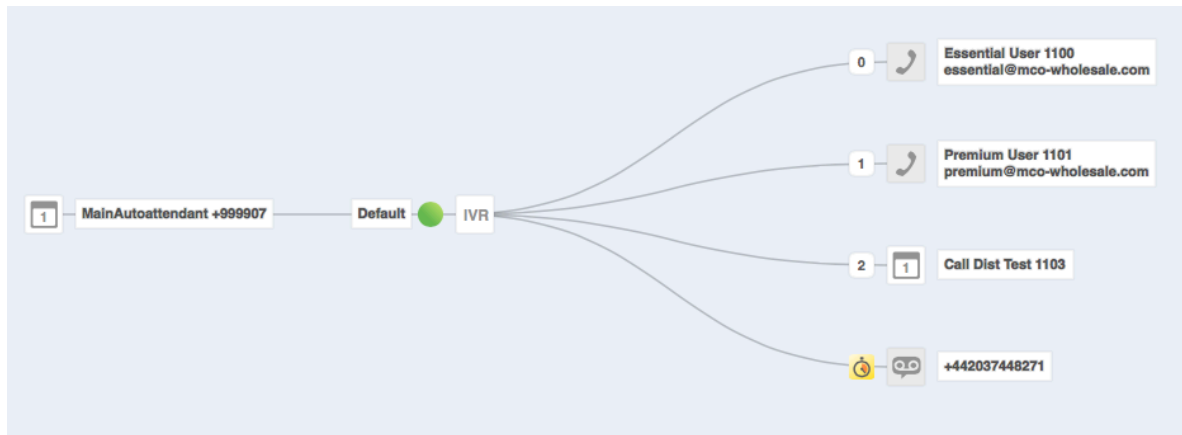 0
Essential User 1100
essential@mco-wholesale.com
1
Premium User 1101
premium@mco-wholesale.com
1
MainAutoattendant +999907
Default
IVR
2
1
Call Dist Test 1103
+442037448271